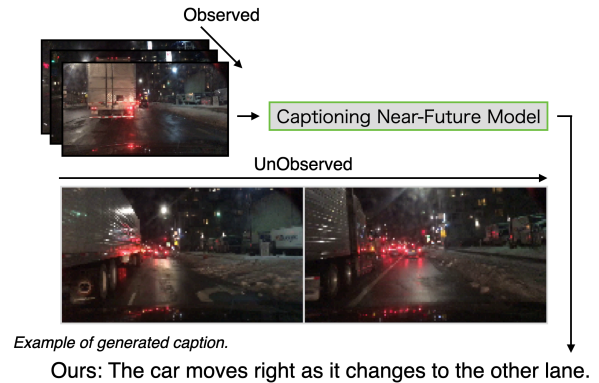 Observed
Captioning Near-Future Model
UnObserved
Example of generated caption.
Ours: The car moves right as it changes to the other lane.